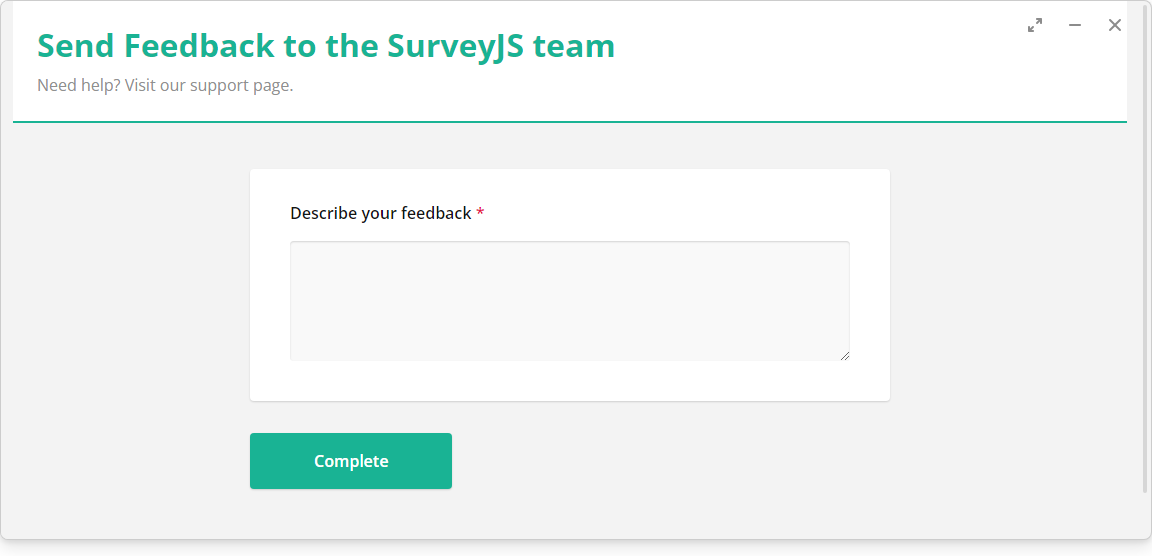 Send Feedback to the SurveyJS team
Need help? Visit our support page.
Describe your feedback *
Complete